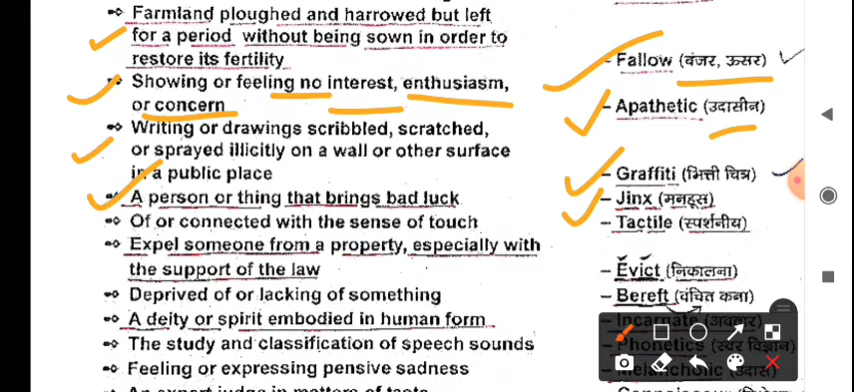 ➩ Farmland ploughed and harrowed but left
for a period without being sown in order to
restore its fertility – Fallow (बंजर, ऊसर)
➩ Showing or feeling no interest, enthusiasm,
or concern – Apathetic (उदासीन)
➩ Writing or drawings scribbled, scratched,
or sprayed illicitly on a wall or other surface
in a public place – Graffiti (भित्ती चित्र)
A person or thing that brings bad luck – Jinx (मनहूस)
➩ Of or connected with the sense of touch – Tactile (स्पर्शनीय)
➩ Expel someone from a property, especially with
the support of the law – Evict (निकालना)
➩ Deprived of or lacking of something – Bereft (वंचित कना)
➩ A deity or spirit embodied in human form – Incarnate (अवतार)
➩ The study and classification of speech sounds – Phonetics (स्वर विज्ञान)
➩ Feeling or expressing pensive sadness – Melancholic (उदास)